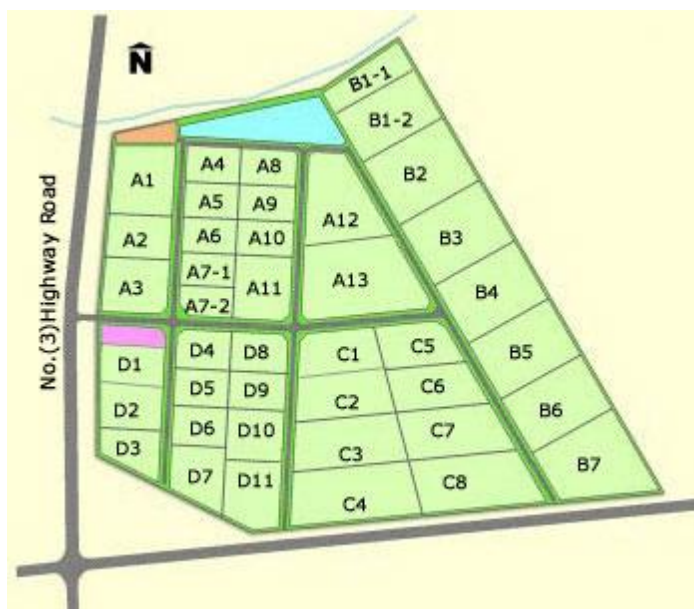 N
No.(3)Highway Road
B1-1
B1-2
B2
B3
B4
B5
B6
B7
A1
A2
A3
A4
A5
A6
A7-1
A7-2
A8
A9
A10
A11
A12
A13
D1
D2
D3
D4
D5
D6
D7
D8
D9
D10
D11
C1
C2
C3
C4
C5
C6
C7
C8